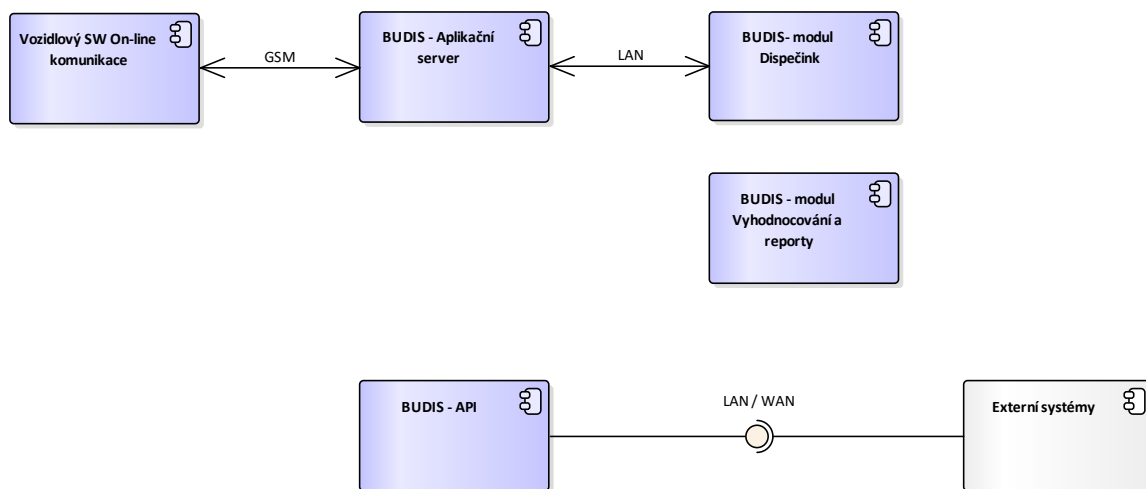 Vozidlový SW On-line
komunikace
GSM
BUDIS - Aplikační
server
LAN
BUDIS- modul
Dispečink
BUDIS - modul
Vyhodnocování a
reporty
BUDIS - API
LAN / WAN
Externí systémy